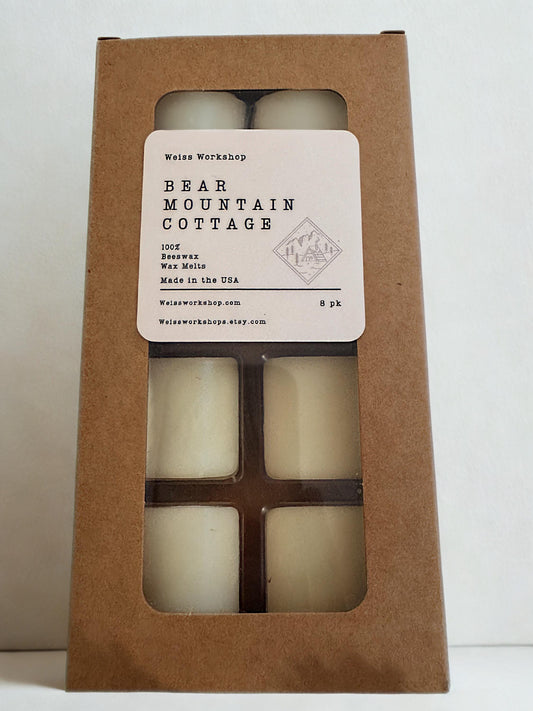 Weiss Workshop
BEAR
MOUNTAIN
COTTAGE
100%
Beeswax
Wax Melts
Made in the USA
Weissworkshop.com 8 pk
Weissworkshops.etsy.com